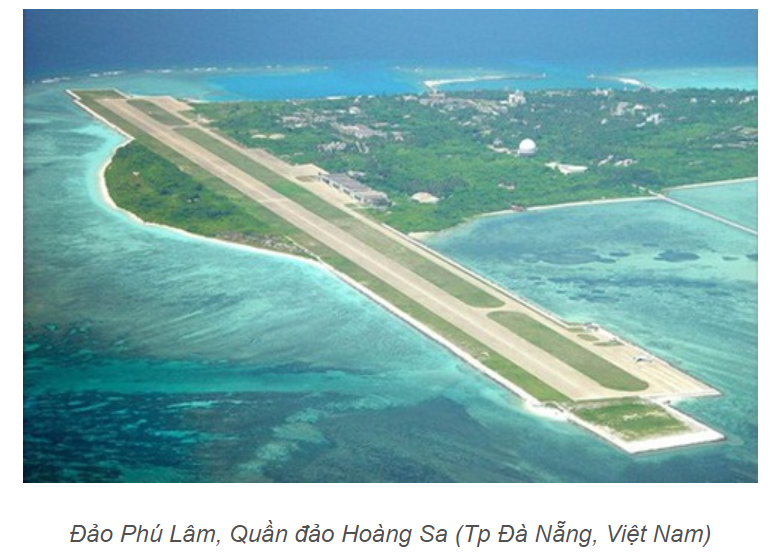 Đảo Phú Lâm, Quần đảo Hoàng Sa (Tp Đà Nẵng, Việt Nam)